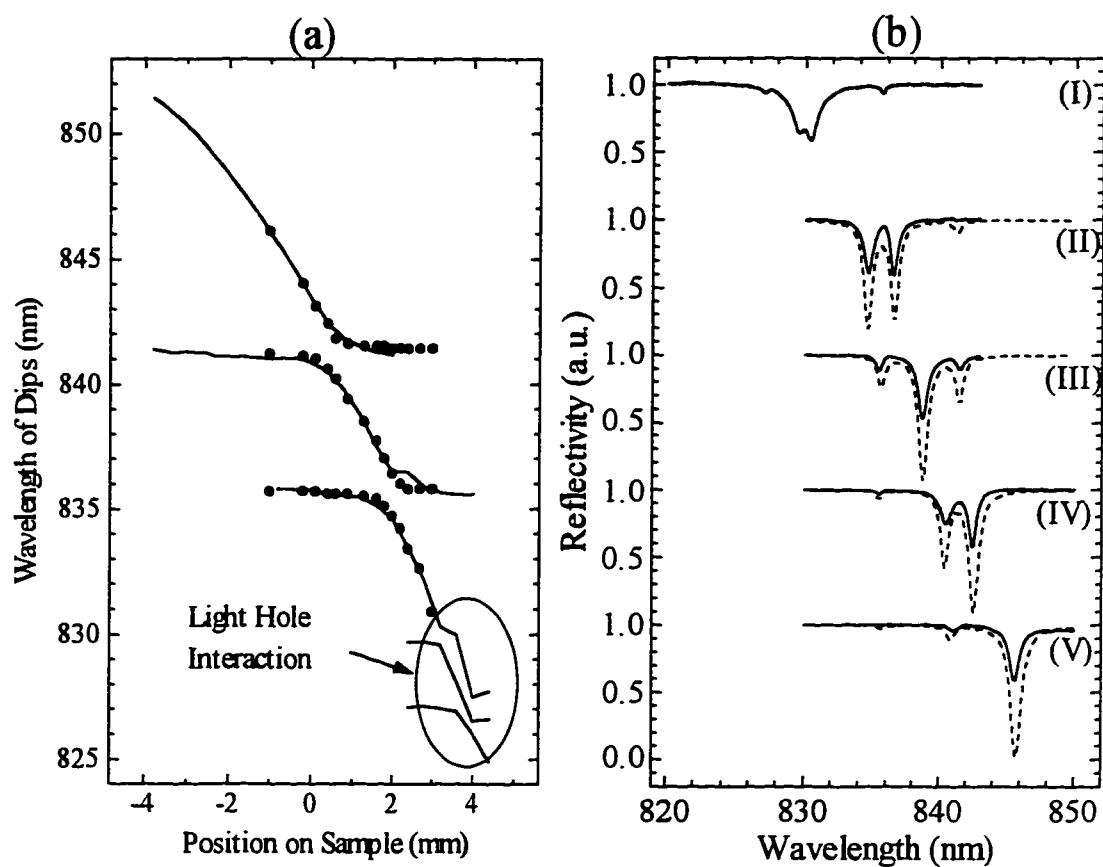 (a)
(b)
Wavelength of Dips (nm)
850
845
840
835
830
825
-4
-2
0
2
4
Position on Sample (mm)
Light Hole
Interaction
Reflectivity (a.u.)
1.0
0.5
1.0
0.5
1.0
0.5
1.0
0.5
1.0
0.5
0.0
(I)
(II)
(III)
(IV)
(V)
820
830
840
850
Wavelength (nm)